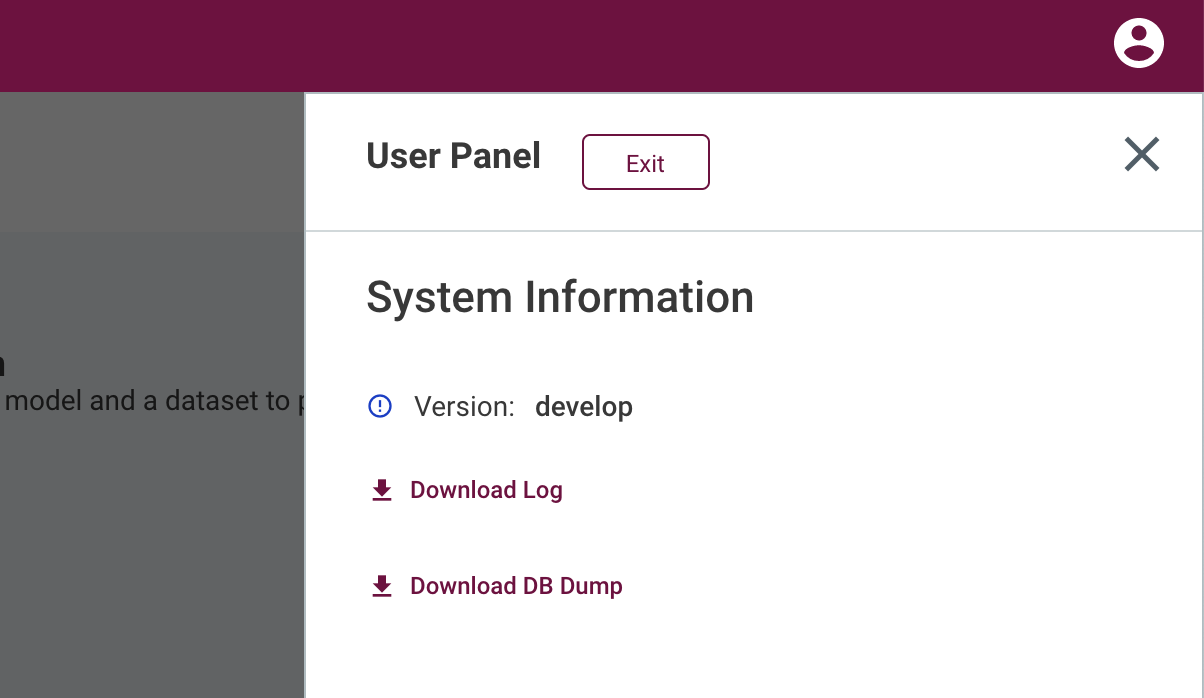 User Panel
Exit
System Information
model and a dataset to
Version: develop
Download Log
Download DB Dump